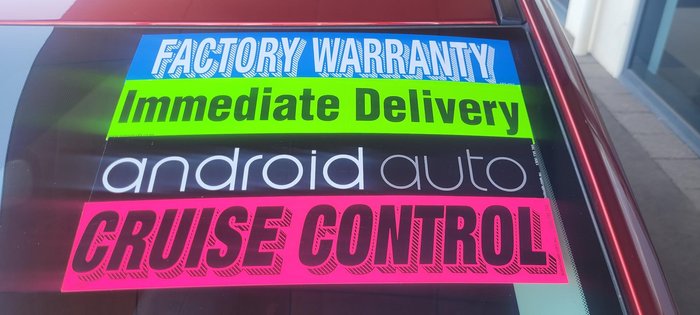 FACTORY WARRANTY
Immediate Delivery
android auto
CRUISE CONTROL